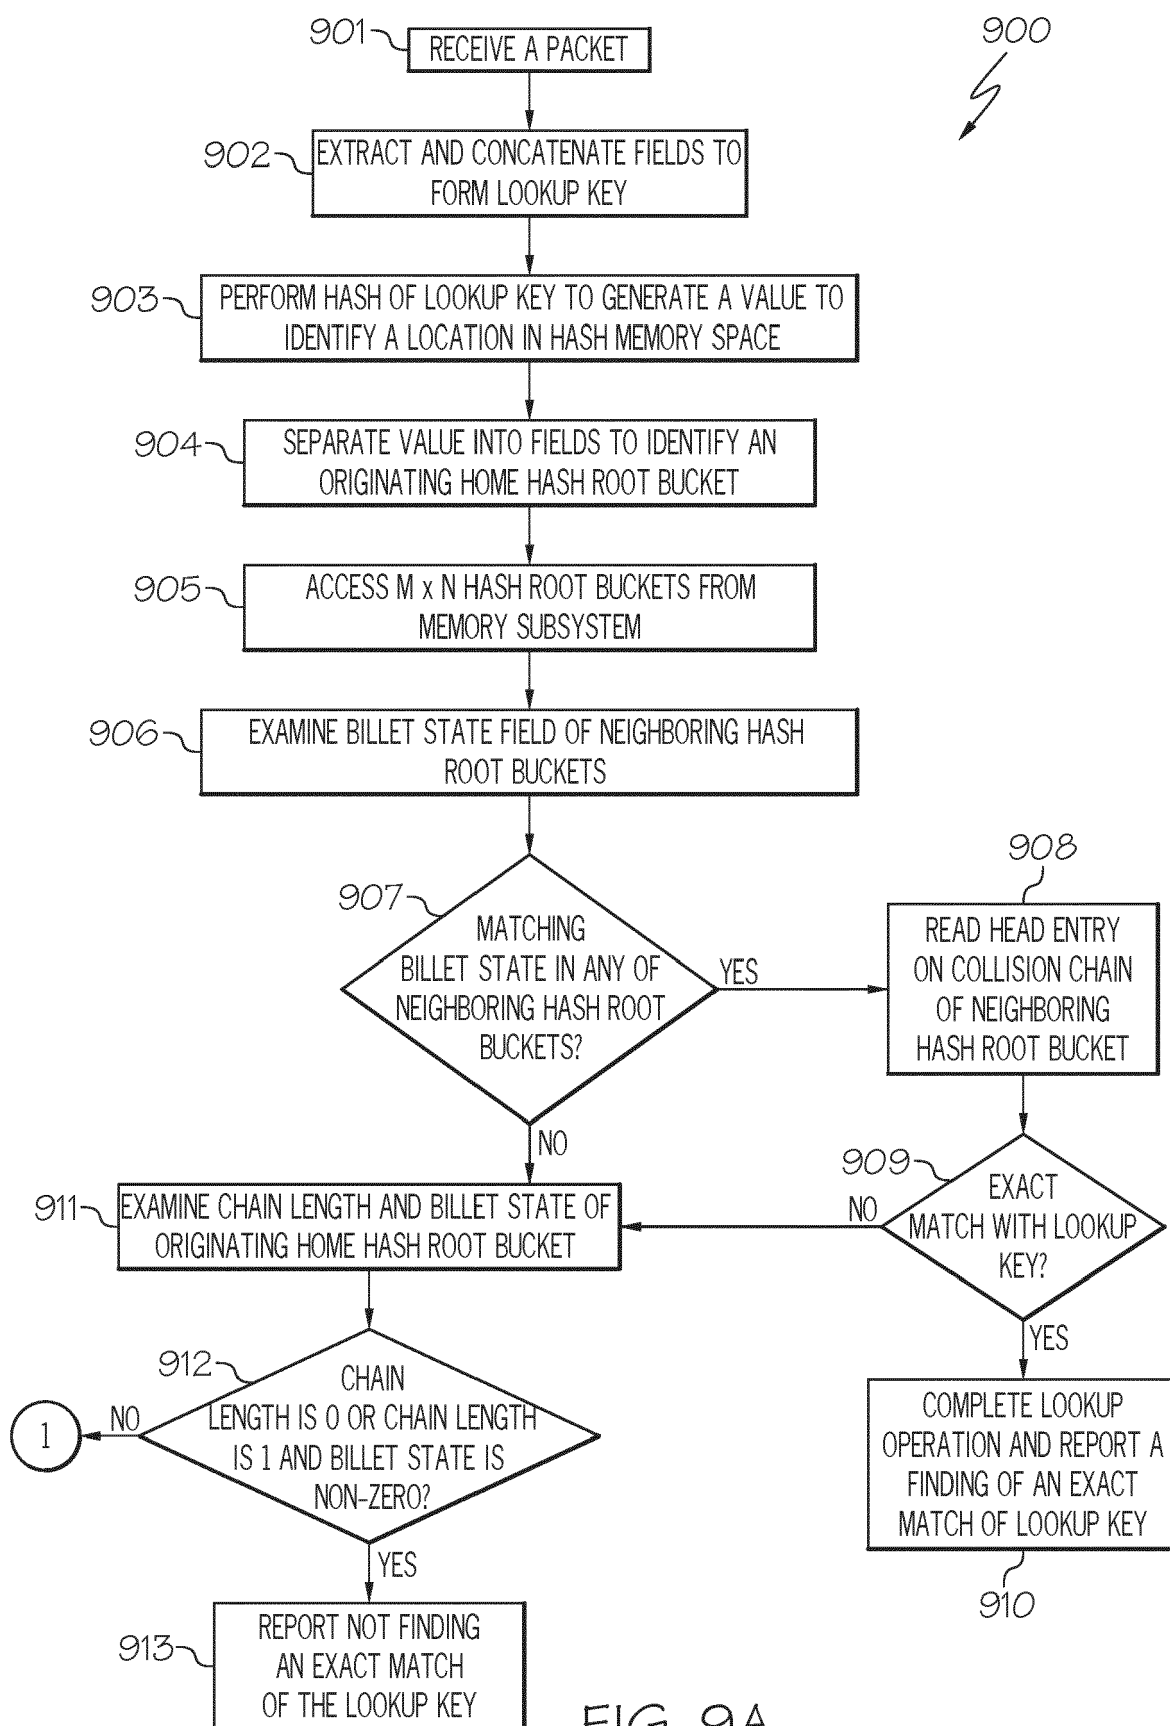 900
901
RECEIVE A PACKET
902
EXTRACT AND CONCATENATE FIELDS TO
FORM LOOKUP KEY
903
PERFORM HASH OF LOOKUP KEY TO GENERATE A VALUE TO
IDENTIFY A LOCATION IN HASH MEMORY SPACE
904
SEPARATE VALUE INTO FIELDS TO IDENTIFY AN
ORIGINATING HOME HASH ROOT BUCKET
905
ACCESS M x N HASH ROOT BUCKETS FROM
MEMORY SUBSYSTEM
906
EXAMINE BILLET STATE FIELD OF NEIGHBORING HASH
ROOT BUCKETS
907
MATCHING
BILLET STATE IN ANY OF
NEIGHBORING HASH ROOT
BUCKETS?
YES
NO
908
READ HEAD ENTRY
ON COLLISION CHAIN
OF NEIGHBORING
HASH ROOT BUCKET
909
EXACT
MATCH WITH LOOKUP
KEY?
NO
YES
COMPLETE LOOKUP
OPERATION AND REPORT A
FINDING OF AN EXACT
MATCH OF LOOKUP KEY
910
911
EXAMINE CHAIN LENGTH AND BILLET STATE OF
ORIGINATING HOME HASH ROOT BUCKET
912
CHAIN
LENGTH IS 0 OR CHAIN LENGTH
IS 1 AND BILLET STATE IS
NON-ZERO?
NO
1
YES
913
REPORT NOT FINDING
AN EXACT MATCH
OF THE LOOKUP KEY
FIG. 9A